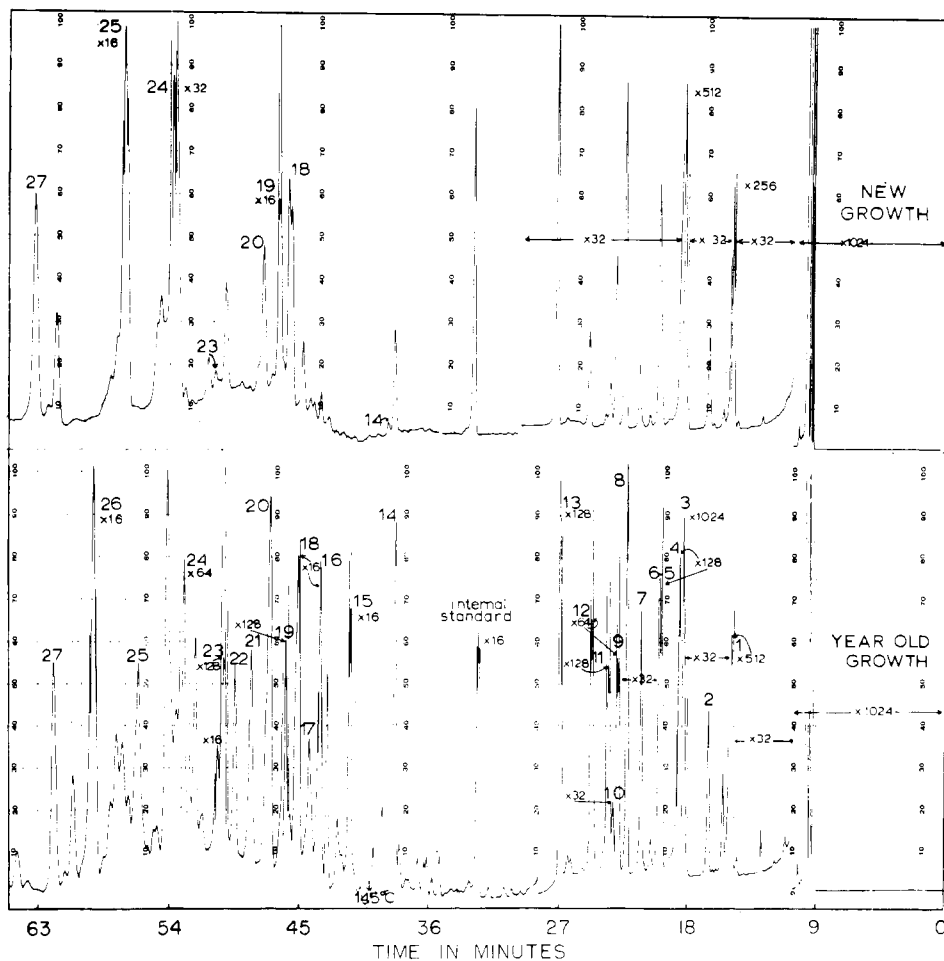 25
x16
24
x32
27
19
x16
18
20
23
14
x32
x512
x 32
x32
x256
x1024
NEW
GROWTH
26
x16
24
x64
27
25
23
x128
x16
22
21
20
x128
19
18
x16
17
16
15
x16
14
internal
standard
x16
13
x128
12
x64
11
x128
9
10
x32
8
7
x32
6
5
4
x128
3
x1024
x32
2
1
x512
x32
x1024
YEAR OLD
GROWTH
145°C
63 54 45 36 27 18 9 0
TIME IN MINUTES